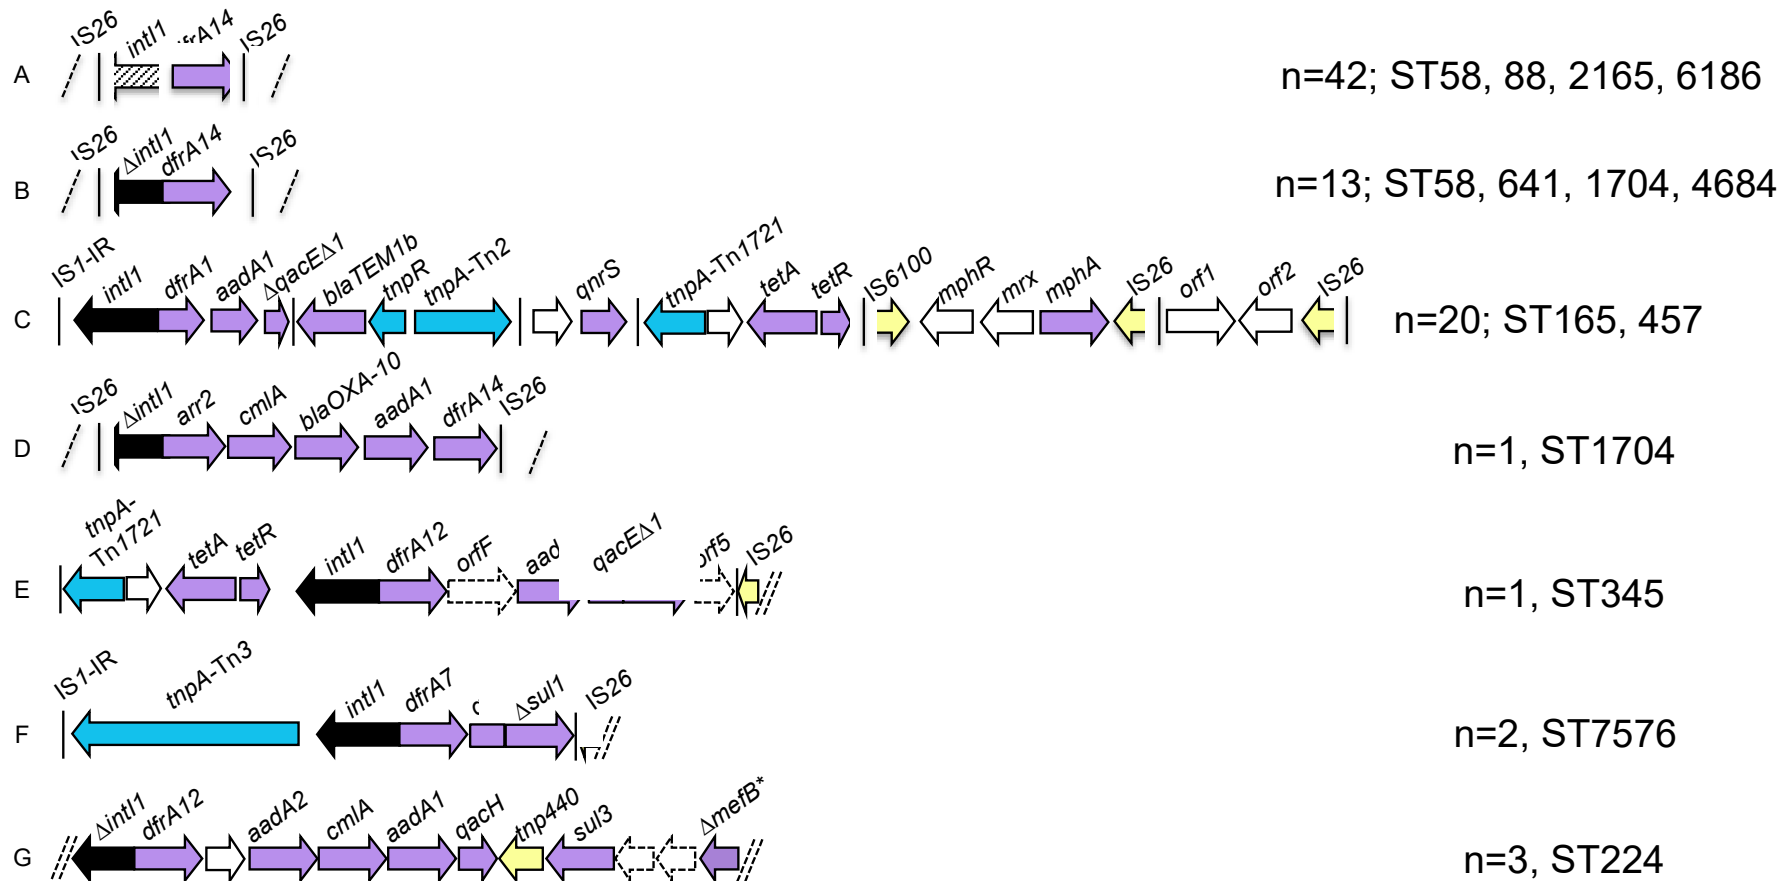 IS26 intI1 IS26
A n=42; ST58, 88, 2165, 6186
IS26 ΔintI1 dfrA14 IS26
B n=13; ST58, 641, 1704, 4684
IS1-IR intI1 dfrA1 aadA1 ΔqacEΔ1 blaTEM1b tnpR tnpA-Tn2 qnrS tnpA-Tn1721 tetA tetR IS6100 mphR mrx mphA IS26 orf1 orf2 IS26
C n=20; ST165, 457
IS26 ΔintI1 arr2 cmlA blaOXA-10 aadA1 dfrA14 IS26
D n=1, ST1704
tnpA-
Tn1721 tetA tetR intI1 dfrA12 orfF aad qacEΔ1 IS26
E n=1, ST345
IS1-IR tnpA-Tn3 intI1 dfrA7 Δsul1 IS26
F n=2, ST7576
ΔintI1 dfrA12 aadA2 cmlA aadA1 qacH tnp440 sul3 ΔmefB*
G n=3, ST224